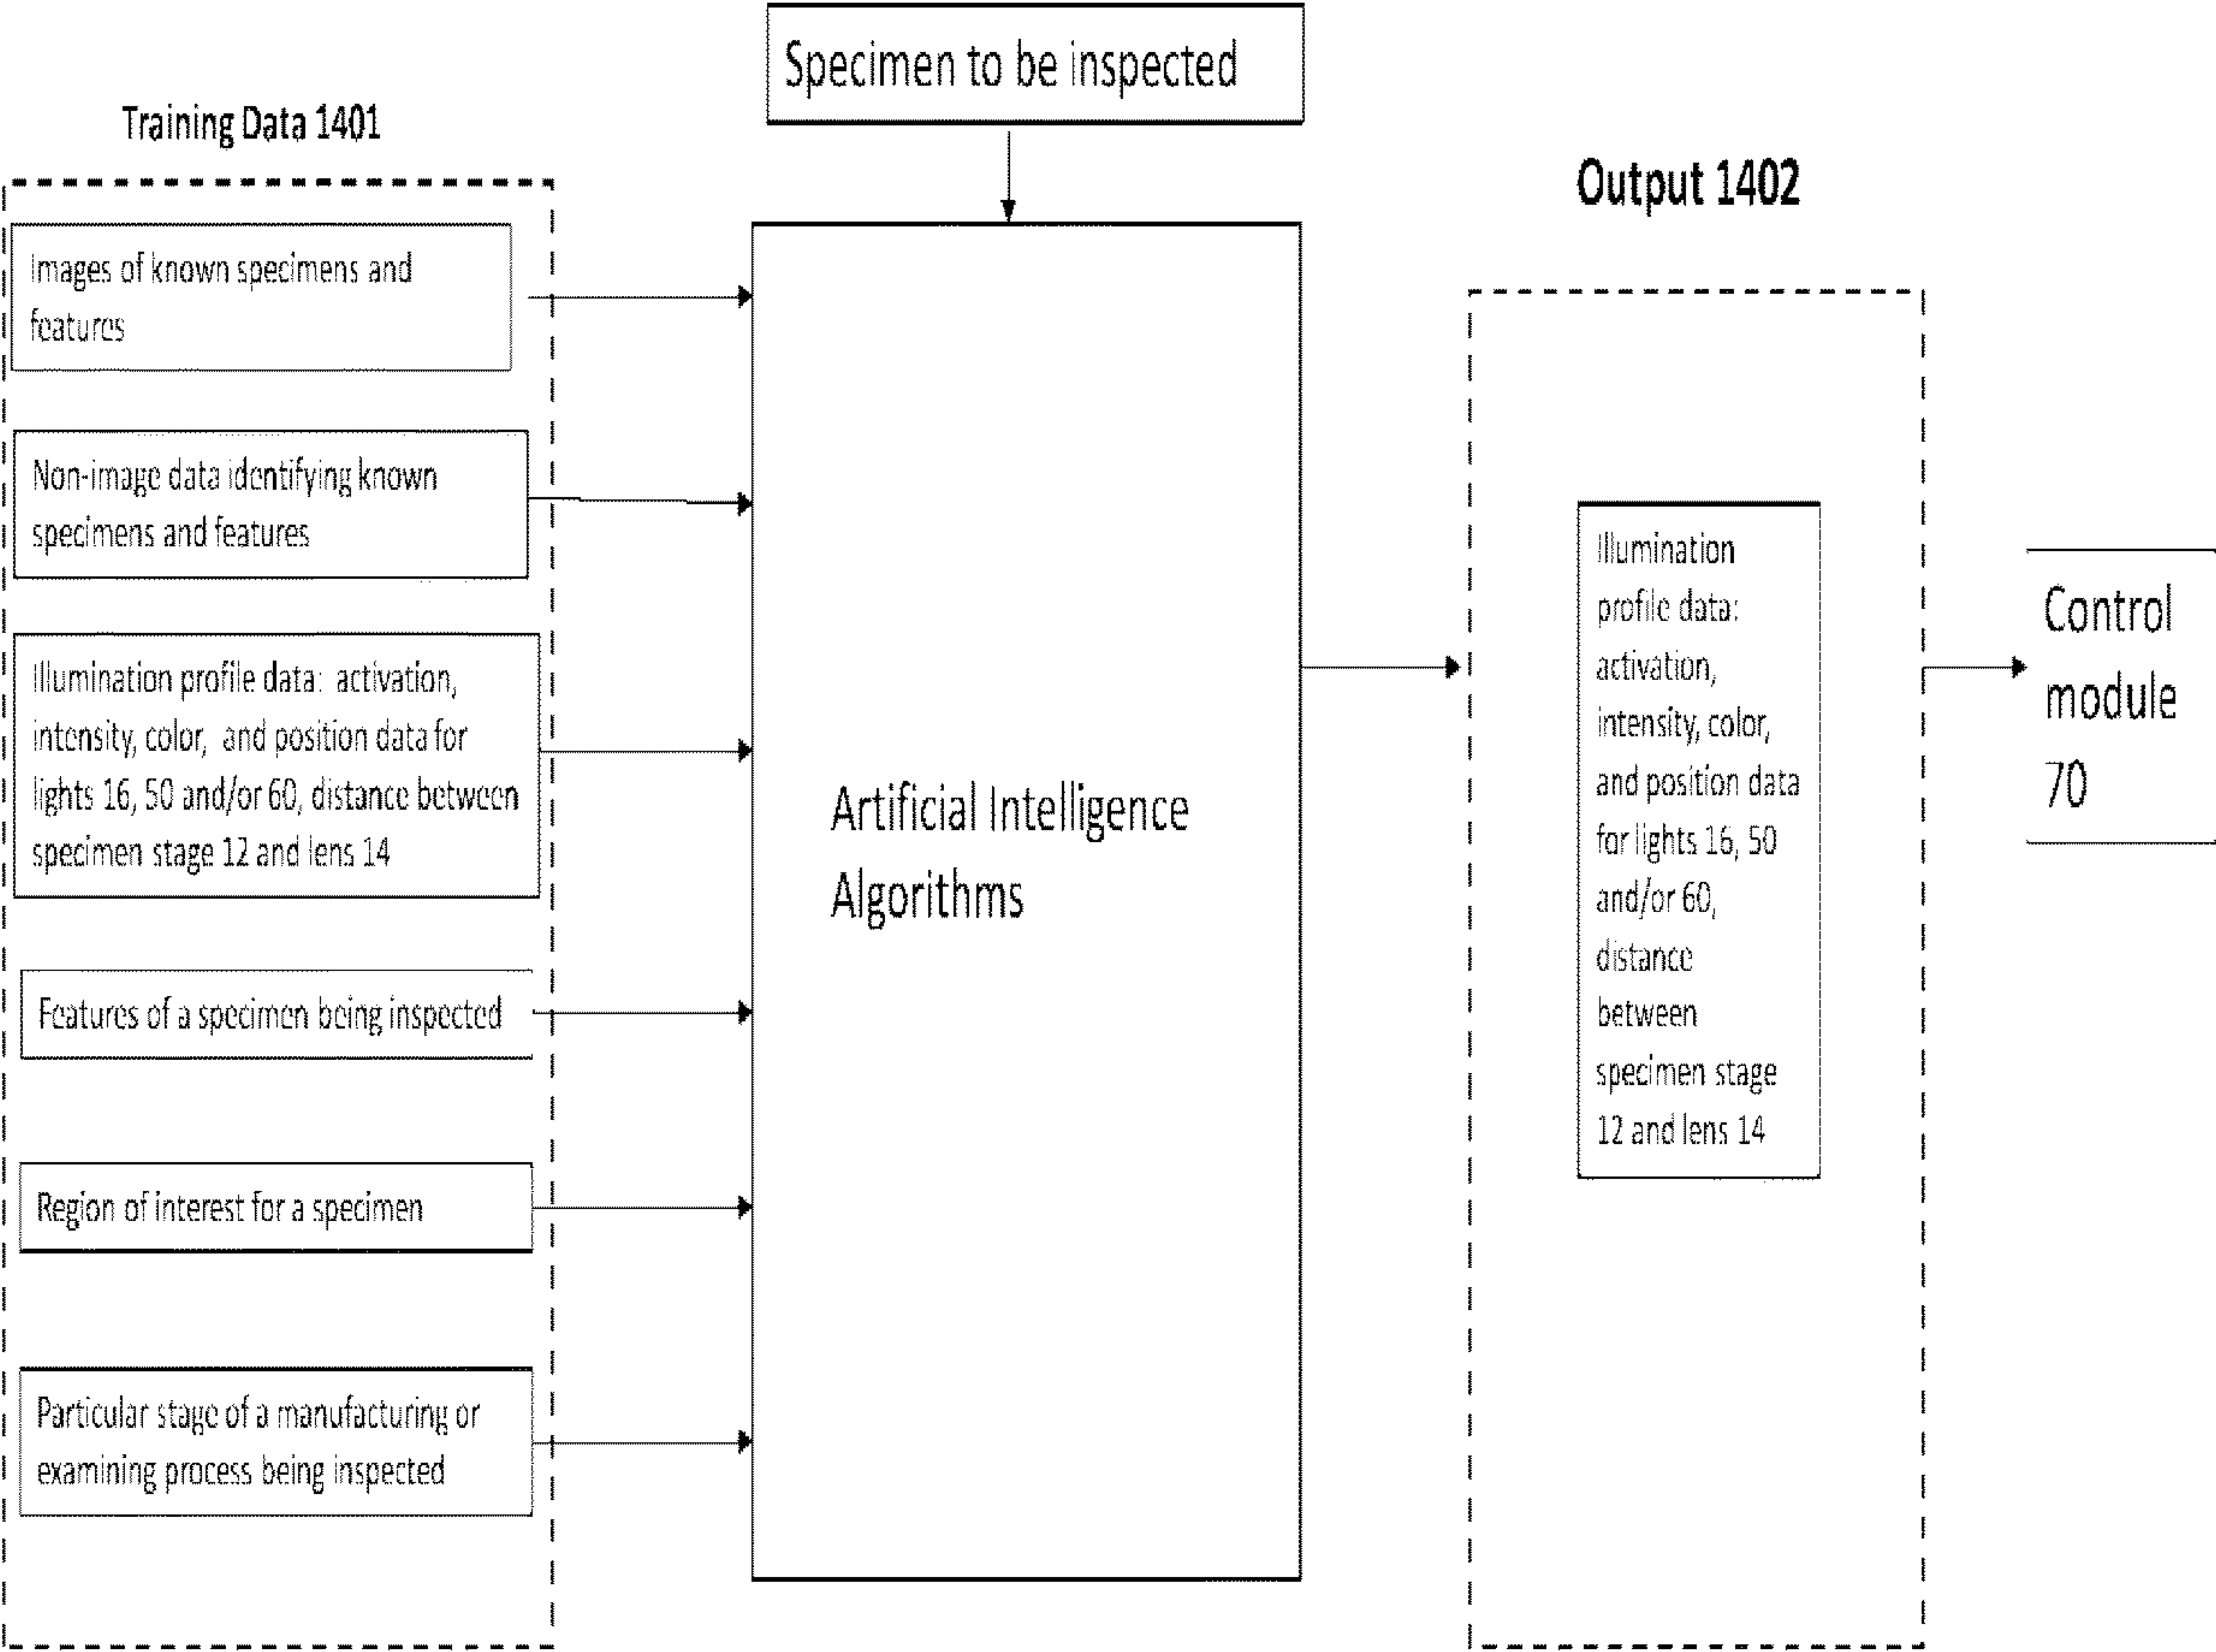 Specimen to be inspected
Training Data 1401
Images of known specimens and
features
Non-image data identifying known
specimens and features
Illumination profile data: activation,
intensity, color, and position data for
lights 16, 50 and/or 60, distance between
specimen stage 12 and lens 14
Features of a specimen being inspected
Region of interest for a specimen
Particular stage of a manufacturing or
examining process being inspected
Artificial Intelligence
Algorithms
Output 1402
Illumination
profile data:
activation,
intensity, color,
and position data
for lights 16, 50
and/or 60,
distance
between
specimen stage
12 and lens 14
Control
module
70